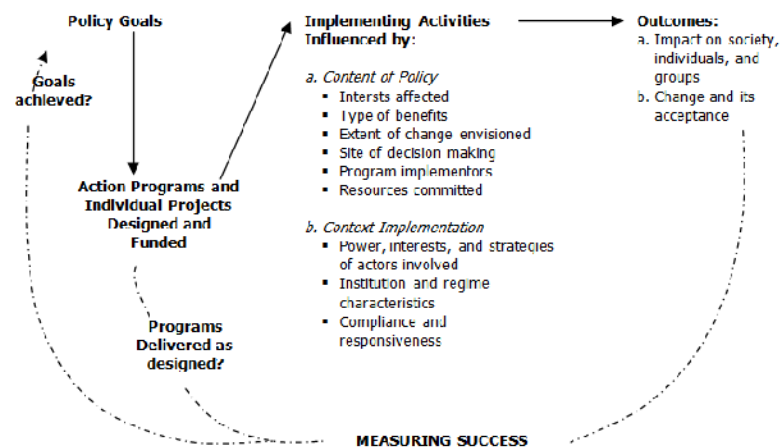 Policy Goals
Goals
achieved?
Action Programs and
Individual Projects
Designed and
Funded
Programs
Delivered as
designed?
Implementing Activities
Influenced by:
a. Content of Policy
▪ Intersts affected
▪ Type of benefits
▪ Extent of change envisioned
▪ Site of decision making
▪ Program implementors
▪ Resources committed
b. Context Implementation
▪ Power, interests, and strategies
of actors involved
▪ Institution and regime
characteristics
▪ Compliance and
responsiveness
Outcomes:
a. Impact on society,
individuals, and
groups
b. Change and its
acceptance
MEASURING SUCCESS